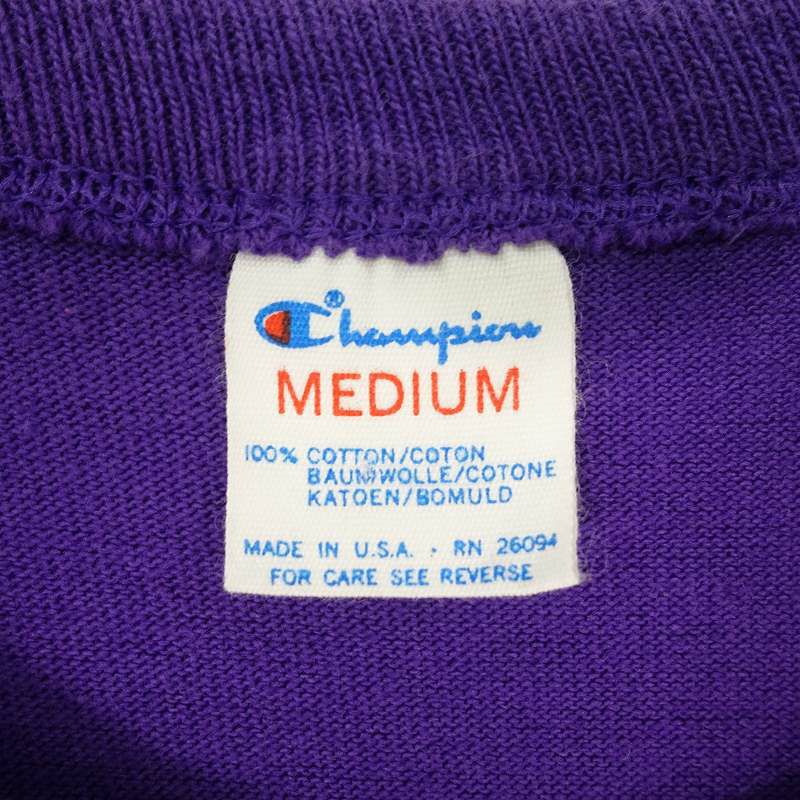 Champion®
MEDIUM
100% COTTON/COTON
BAUMWOLLE/COTONE
KATOEN/BOMULD
MADE IN U.S.A. · RN 26094
FOR CARE SEE REVERSE